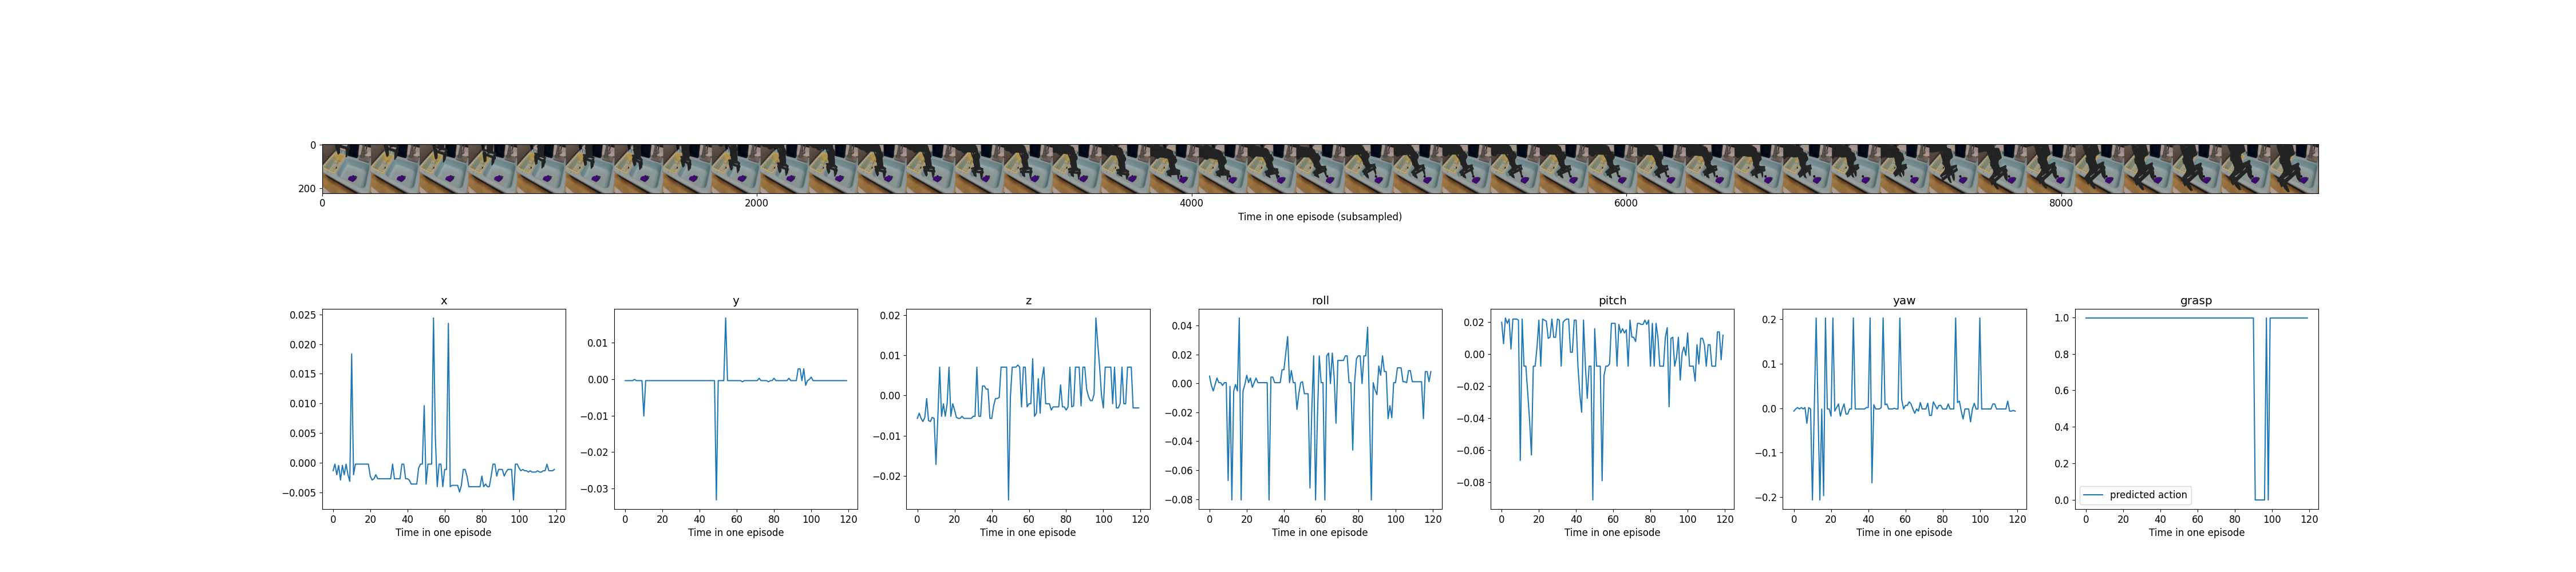 0
200
0 2000 4000 6000 8000
Time in one episode (subsampled)
x
0.025
0.020
0.015
0.010
0.005
0.000
−0.005
0 20 40 60 80 100 120
Time in one episode
y
0.01
0.00
−0.01
−0.02
−0.03
0 20 40 60 80 100 120
Time in one episode
z
0.02
0.01
0.00
−0.01
−0.02
0 20 40 60 80 100 120
Time in one episode
roll
0.04
0.02
0.00
−0.02
−0.04
−0.06
−0.08
0 20 40 60 80 100 120
Time in one episode
pitch
0.02
0.00
−0.02
−0.04
−0.06
−0.08
0 20 40 60 80 100 120
Time in one episode
yaw
0.2
0.1
0.0
−0.1
−0.2
0 20 40 60 80 100 120
Time in one episode
grasp
1.0
0.8
0.6
0.4
0.2
0.0
predicted action
0 20 40 60 80 100 120
Time in one episode